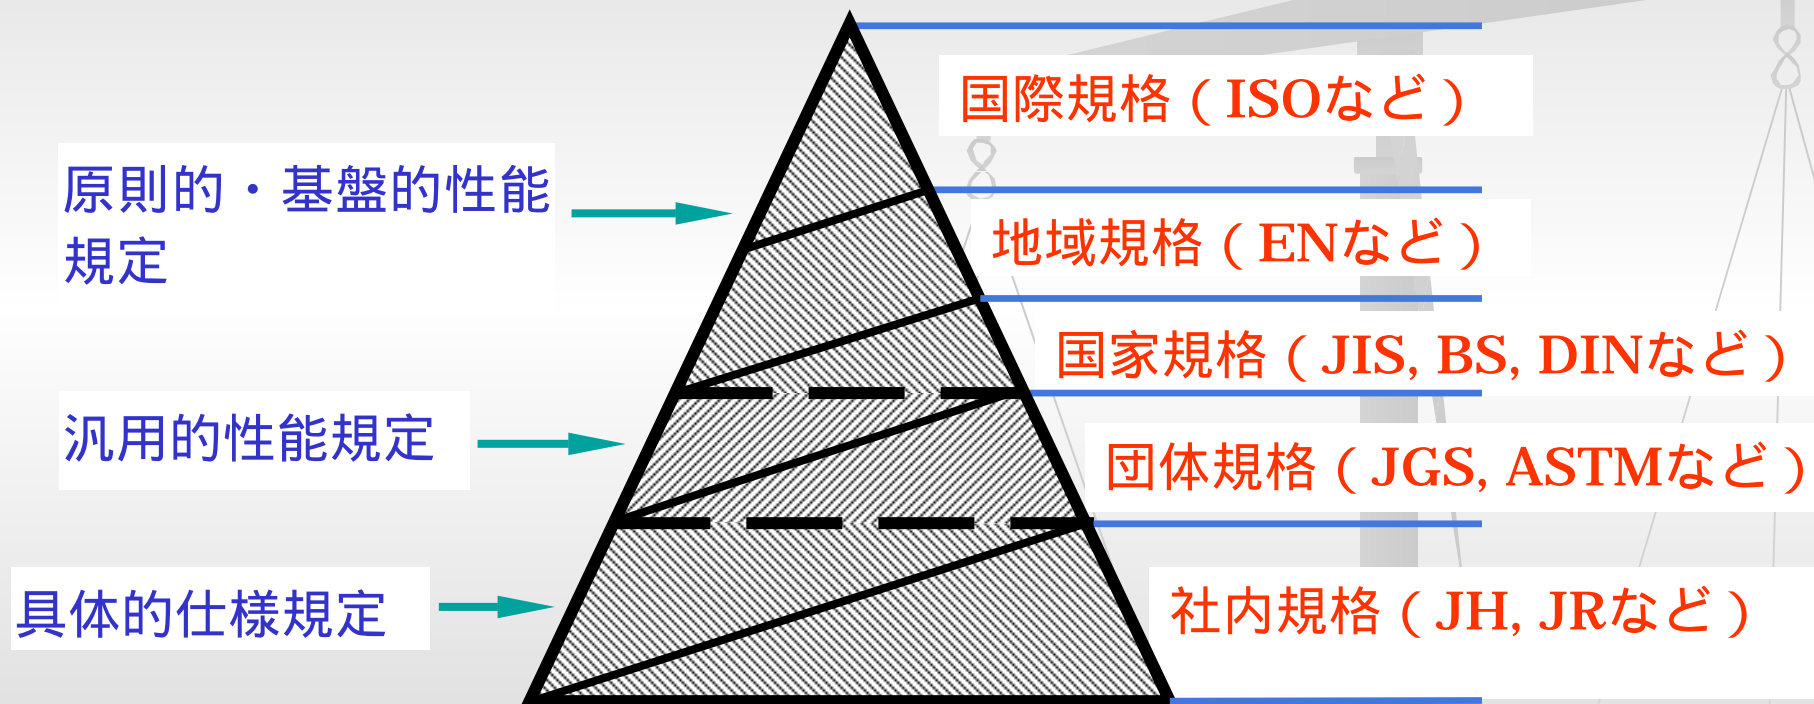 国際規格（ISOなど）
原則的・基盤的性能
規定
地域規格（ENなど）
国家規格（JIS, BS, DINなど）
汎用的性能規定
団体規格（JGS, ASTMなど）
具体的仕様規定
社内規格（JH, JRなど）